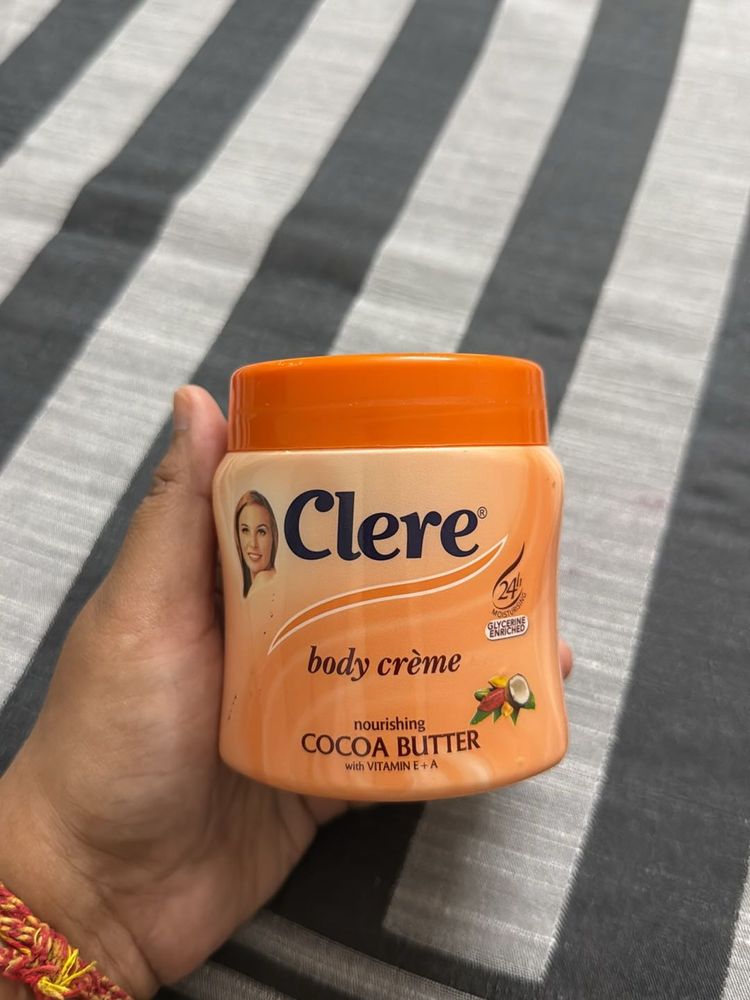 Clere®
24h
MOISTURISING
GLYCERINE
ENRICHED
body crème
nourishing
COCOA BUTTER
with VITAMIN E + A